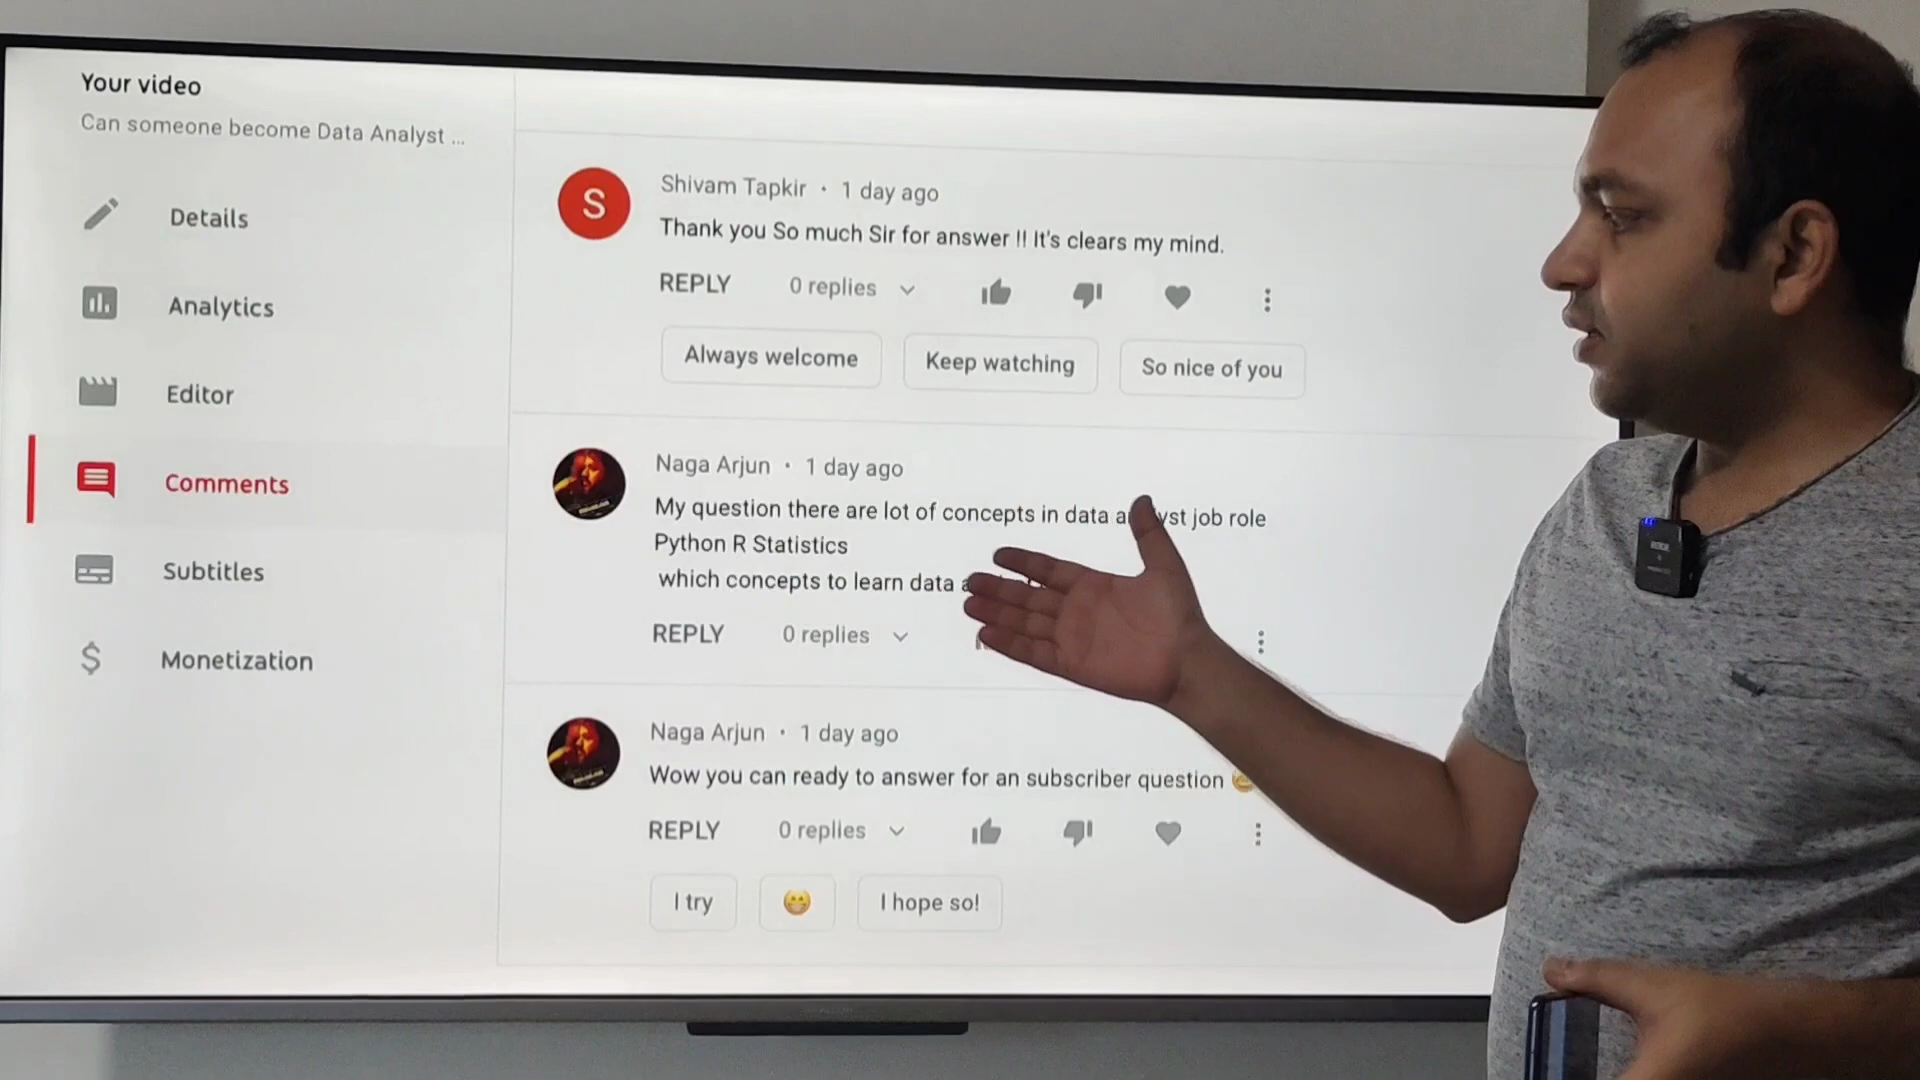 Your video
Can someone become Data Analyst ...
Details
Analytics
Editor
Comments
Subtitles
Monetization
Shivam Tapkir · 1 day ago
Thank you So much Sir for answer !! It's clears my mind.
REPLY 0 replies
Always welcome Keep watching So nice of you
Naga Arjun · 1 day ago
My question there are lot of concepts in data job role
Python R Statistics
which concepts to learn data
REPLY 0 replies
Naga Arjun · 1 day ago
Wow you can ready to answer for an subscriber question 😁
REPLY 0 replies
I try 😁 I hope so!
S